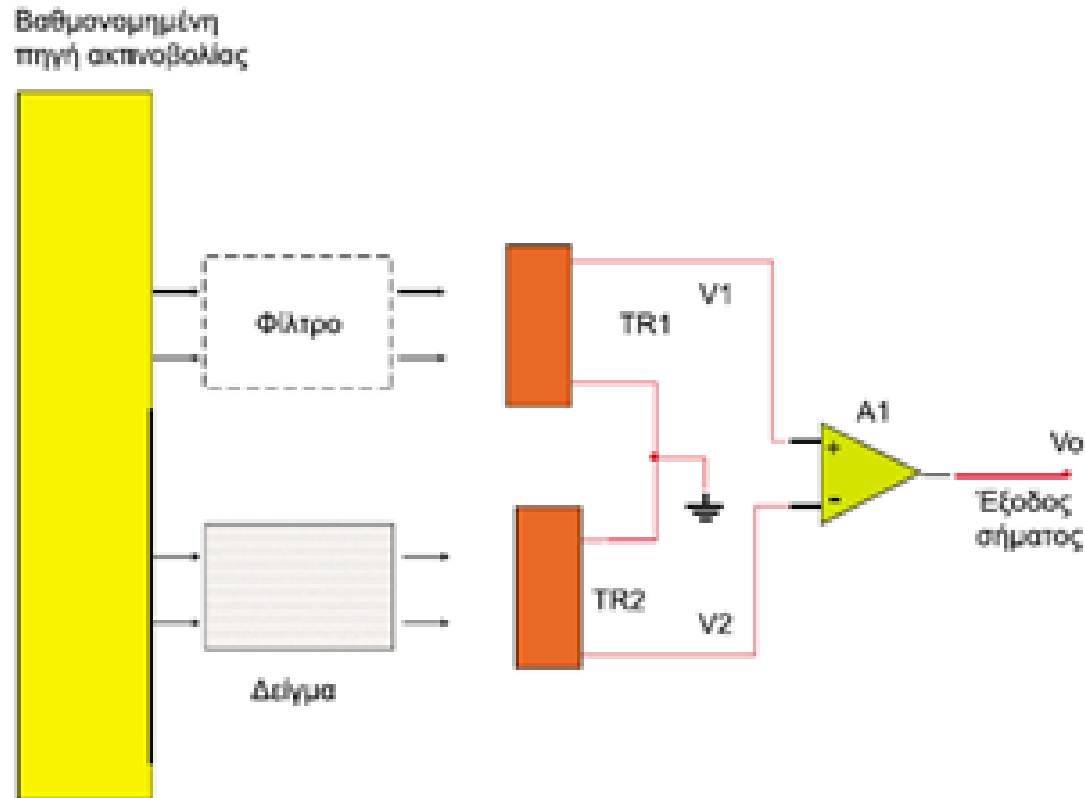 Βαθμονομημένη
πηγή ακτινοβολίας
Φίλτρο
V1
TR1
A1
+
-
Vo
Έξοδος
σήματος
TR2
V2
Δείγμα